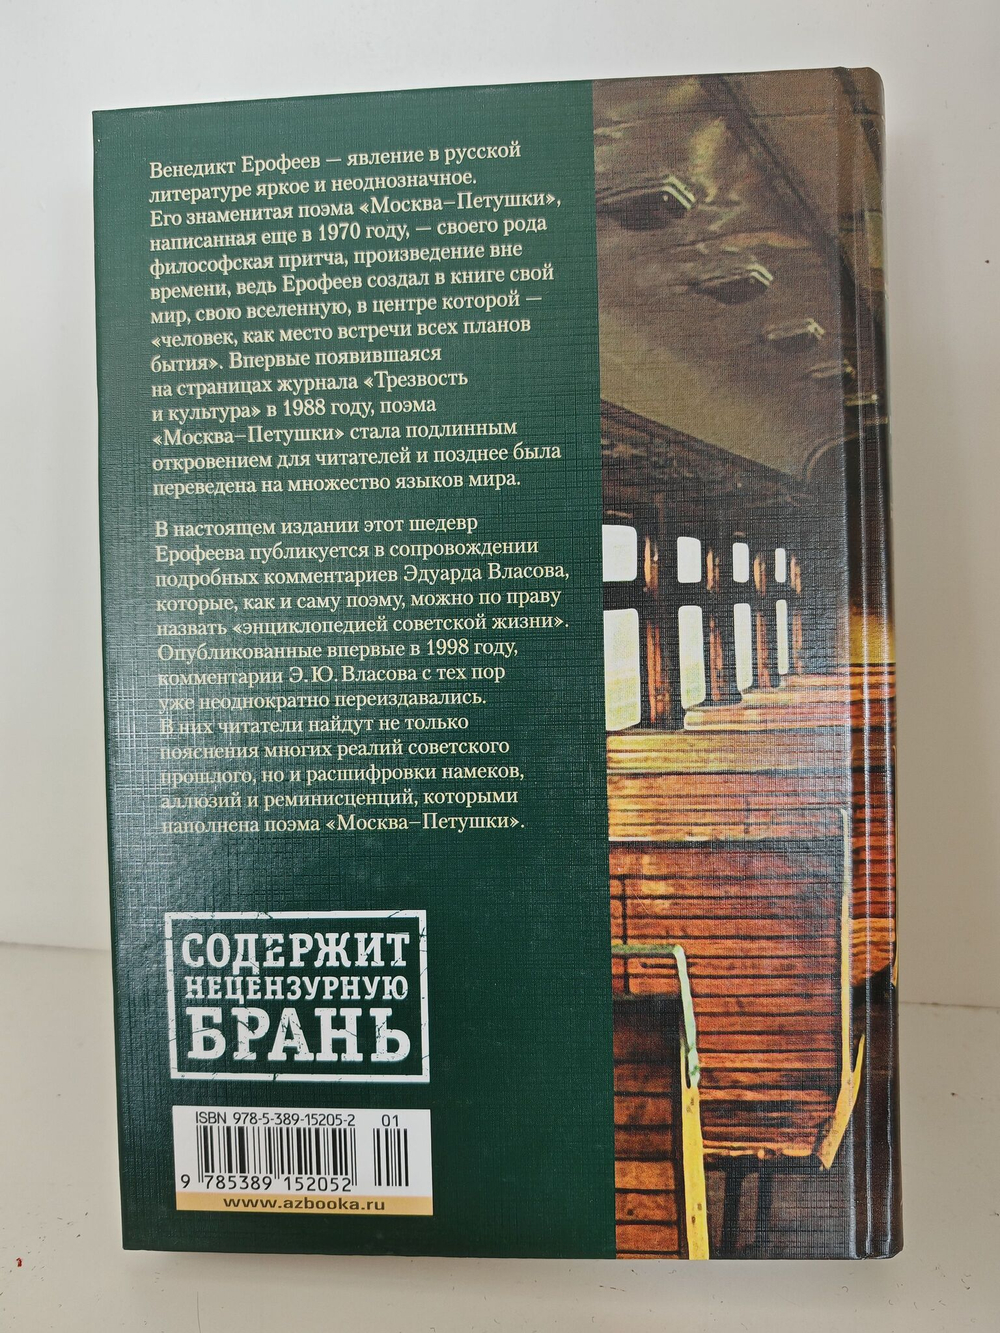 Венедикт Ерофеев — явление в русской
литературе яркое и неоднозначное.
Его знаменитая поэма «Москва–Петушки»,
написанная еще в 1970 году, — своего рода
философская притча, произведение вне
времени, ведь Ерофеев создал в книге свой
мир, свою вселенную, в центре которой —
«человек, как место встречи всех планов
бытия». Впервые появившаяся
на страницах журнала «Трезвость
и культура» в 1988 году, поэма
«Москва–Петушки» стала подлинным
откровением для читателей и позднее была
переведена на множество языков мира.
В настоящем издании этот шедевр
Ерофеева публикуется в сопровождении
подробных комментариев Эдуарда Власова,
которые, как и саму поэму, можно по праву
назвать «энциклопедией советской жизни».
Опубликованные впервые в 1998 году,
комментарии Э. Ю. Власова с тех пор
уже неоднократно переиздавались.
В них читатели найдут не только
пояснения многих реалий советского
прошлого, но и расшифровки намеков,
аллюзий и реминисценций, которыми
наполнена поэма «Москва–Петушки».
СОДЕРЖИТ
НЕЦЕНЗУРНУЮ
БРАНЬ
ISBN 978-5-389-15205-2 01
9 785389 152052
www.azbooka.ru